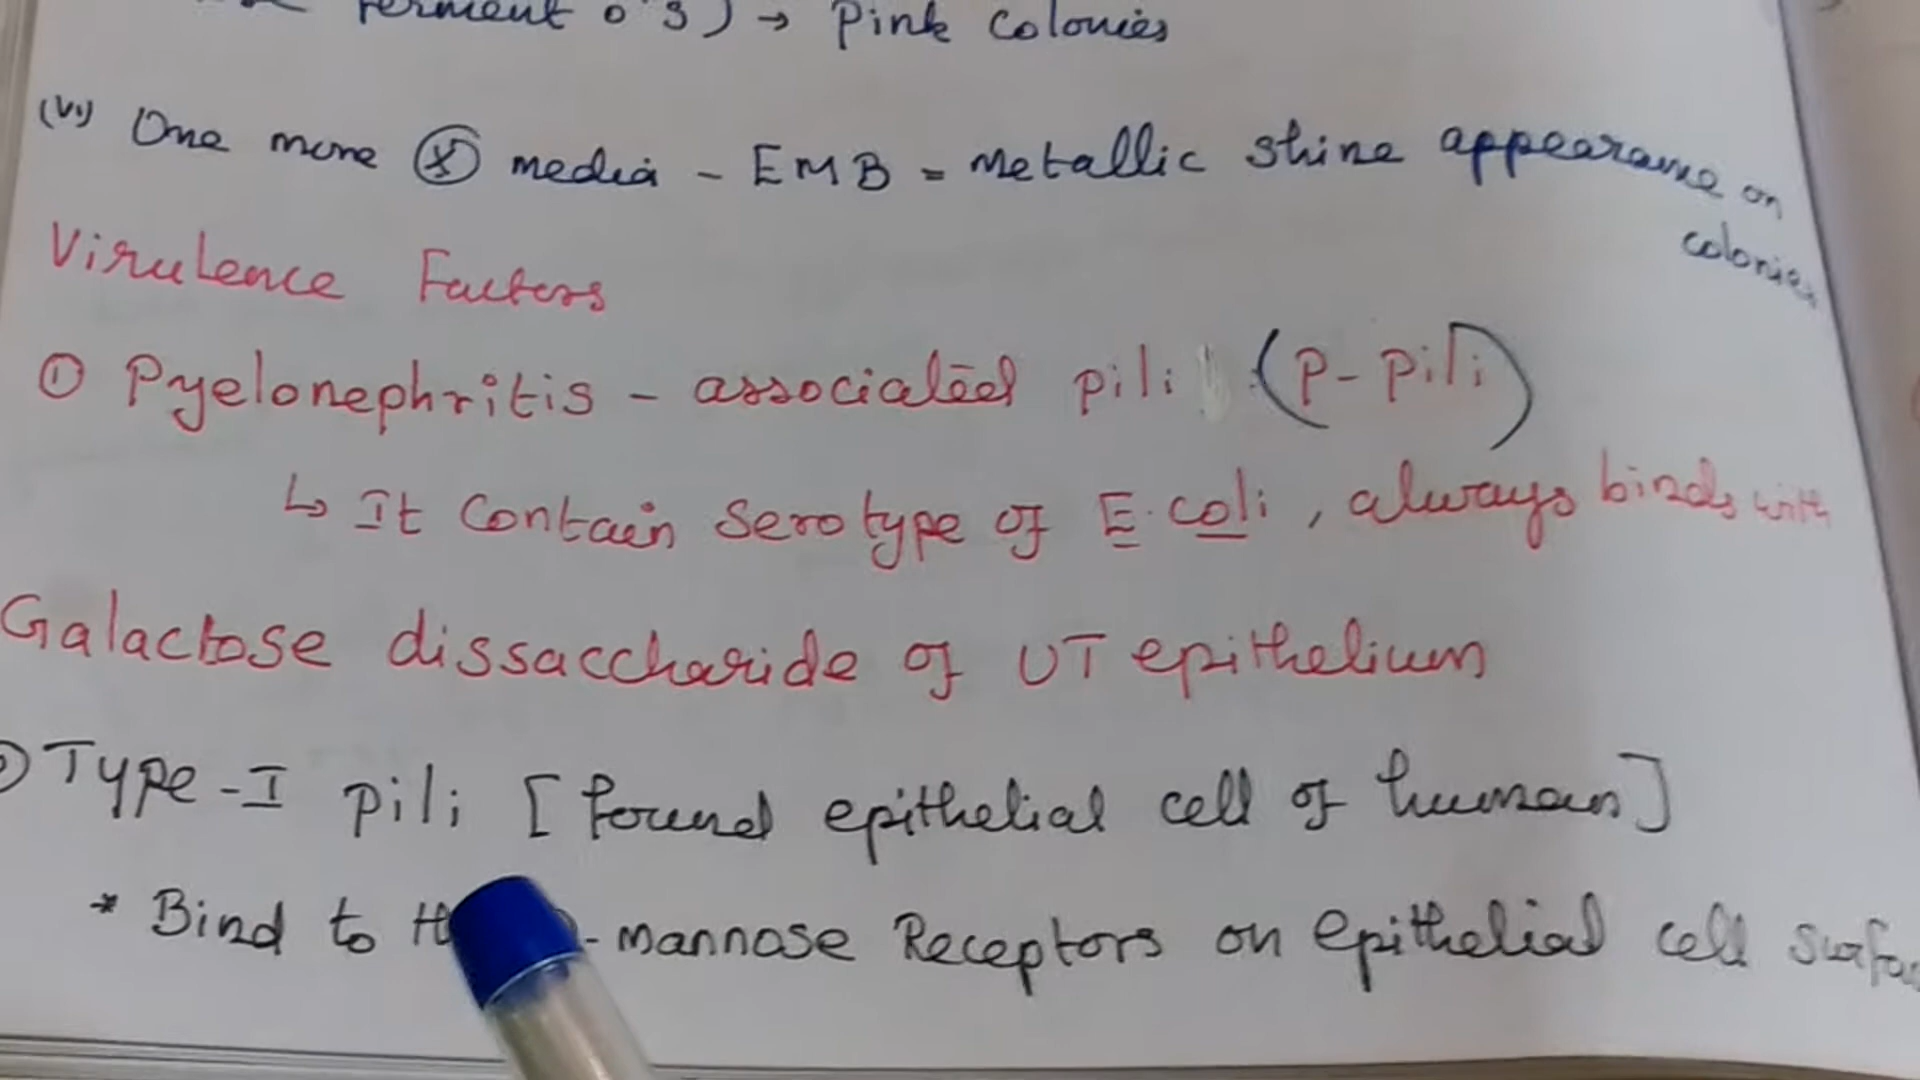 ferment o's) → Pink colonies
(vi) One more * media - EMB = Metallic shine appearance on
colonies
Virulence Factors
① Pyelonephritis - associated pili (P-pili)
↳ It contain serotype of E.coli, always binds with
Galactose dissaccharide of UT epithelium
Type-I pili [found epithelial cell of human]
* Bind to -mannose Receptors on epithelial cell